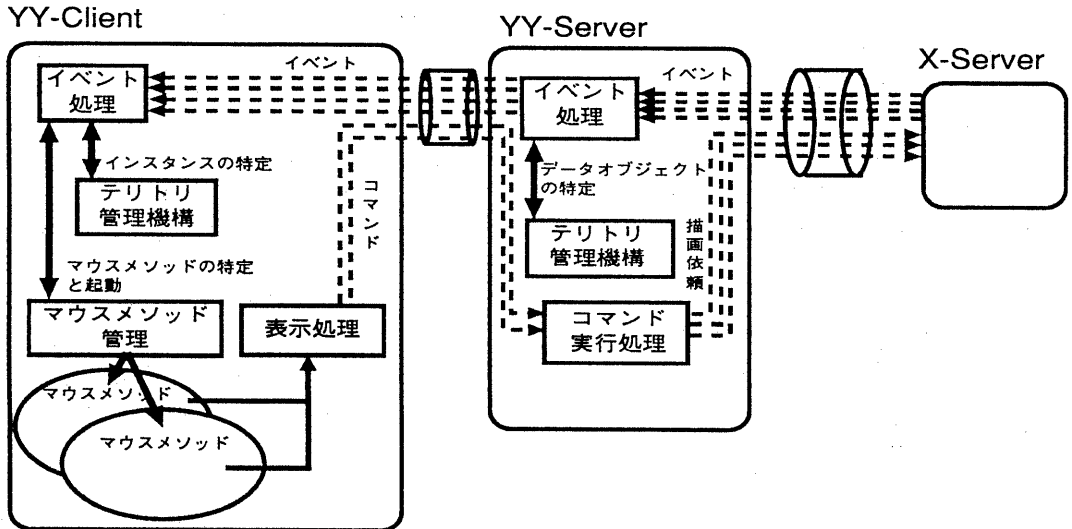 YY-Client
イベント
処理
イベント
インスタンスの特定
テリトリ
管理機構
コマンド
マウスメソッドの特定
と起動
マウスメソッド
管理
表示処理
マウスメソッド
マウスメソッド
YY-Server
イベント
処理
イベント
データオブジェクト
の特定
テリトリ
管理機構
描画依頼
コマンド
実行処理
X-Server